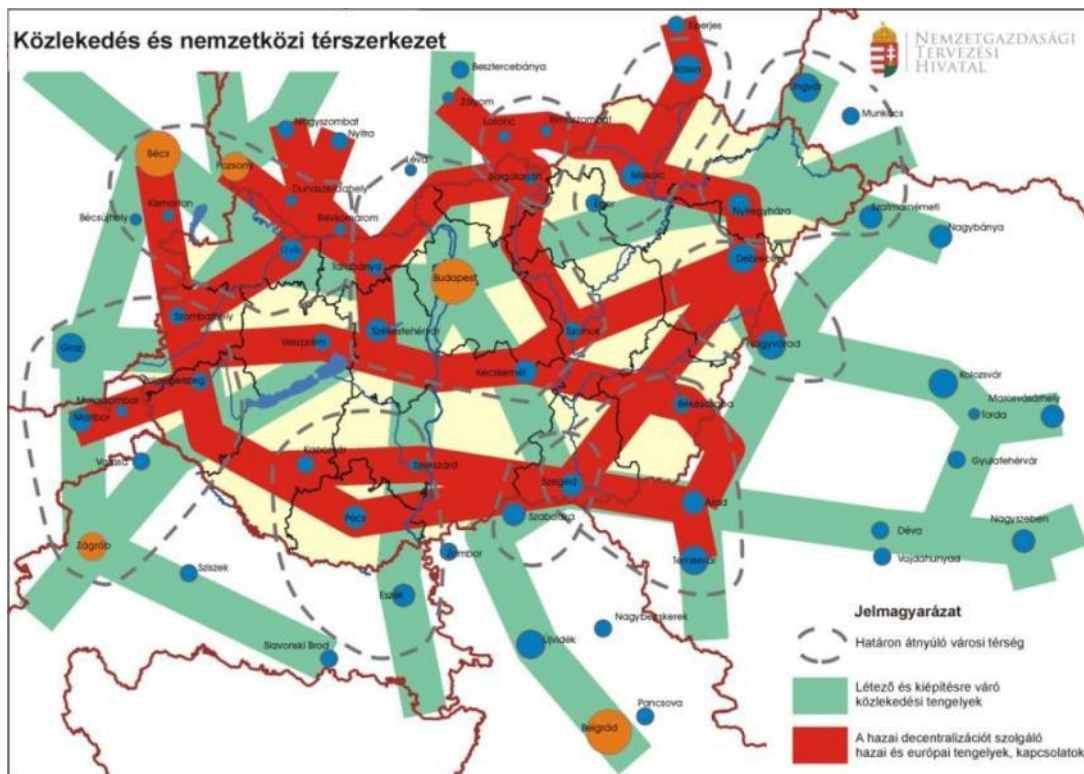 Közlekedés és nemzetközi térszerkezet
NEMZETGAZDASÁGI
TERVEZÉSI
HIVATAL
Eperjes
Kassa
Besztercebánya
Zólyom
Ungvár
Munkács
Losonc
Rimaszombat
Nagyszombat
Nyitra
Bécs
Pozsony
Léva
Salgótarján
Miskolc
Dunaszerdahely
Kismarton
Bécsújhely
Révkomárom
Eger
Nyíregyháza
Szatmárnémeti
Nagybánya
Győr
Tatabánya
Budapest
Debrecen
Szombathely
Székesfehérvár
Szolnok
Graz
Veszprém
Nagyvárad
Kecskemét
Zalaegerszeg
Kolozsvár
Marosvásárhely
Torda
Muraszombat
Maribor
Békéscsaba
Varasd
Kaposvár
Szekszárd
Gyulafehérvár
Szeged
Arad
Pécs
Szabadka
Déva
Nagyszeben
Zágráb
Zombor
Temesvár
Vajdahunyad
Sziszek
Eszék
Nagybecskerek
Újvidék
Slavonski Brod
Pancsova
Belgrád
Jelmagyarázat
Határon átnyúló városi térség
Létező és kiépítésre váró
közlekedési tengelyek
A hazai decentralizációt szolgáló
hazai és európai tengelyek, kapcsolatok